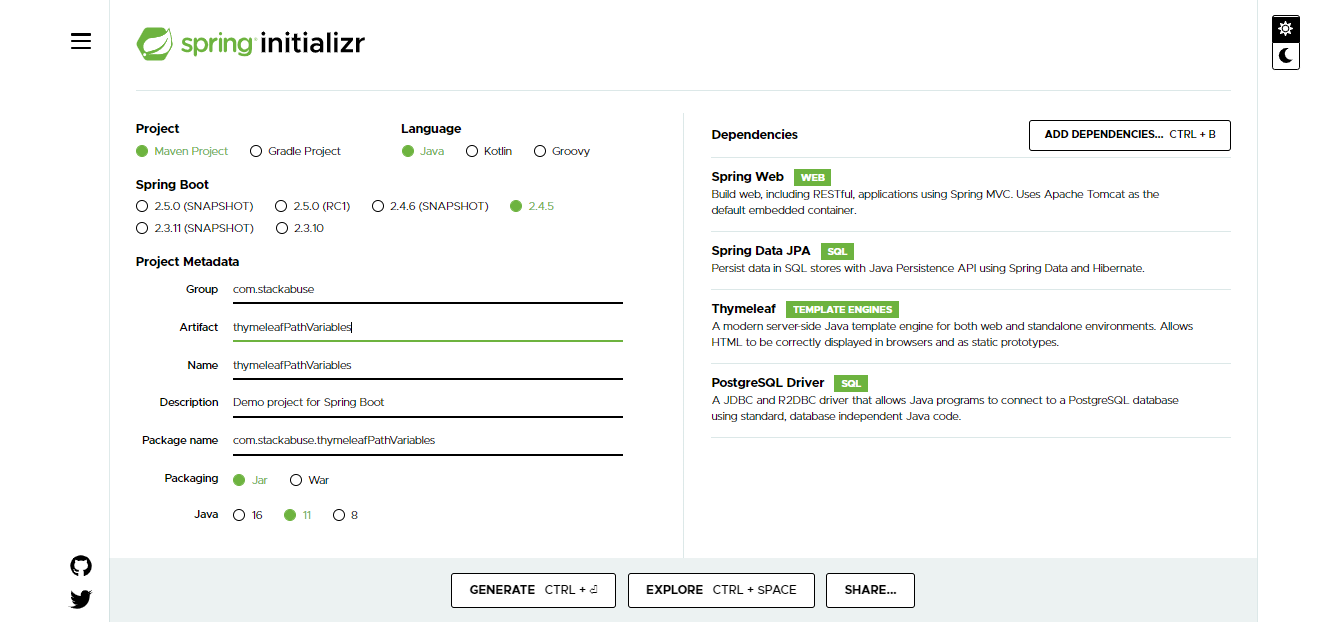 spring initializr
Project
Maven Project Gradle Project
Language
Java Kotlin Groovy
Spring Boot
2.5.0 (SNAPSHOT) 2.5.0 (RC1) 2.4.6 (SNAPSHOT) 2.4.5
2.3.11 (SNAPSHOT) 2.3.10
Project Metadata
Group com.stackabuse
Artifact thymeleafPathVariables
Name thymeleafPathVariables
Description Demo project for Spring Boot
Package name com.stackabuse.thymeleafPathVariables
Packaging Jar War
Java 16 11 8
Dependencies ADD DEPENDENCIES... CTRL + B
Spring Web WEB
Build web, including RESTful, applications using Spring MVC. Uses Apache Tomcat as the
default embedded container.
Spring Data JPA SQL
Persist data in SQL stores with Java Persistence API using Spring Data and Hibernate.
Thymeleaf TEMPLATE ENGINES
A modern server-side Java template engine for both web and standalone environments. Allows
HTML to be correctly displayed in browsers and as static prototypes.
PostgreSQL Driver SQL
A JDBC and R2DBC driver that allows Java programs to connect to a PostgreSQL database
using standard, database independent Java code.
GENERATE CTRL + ⏎ EXPLORE CTRL + SPACE SHARE...